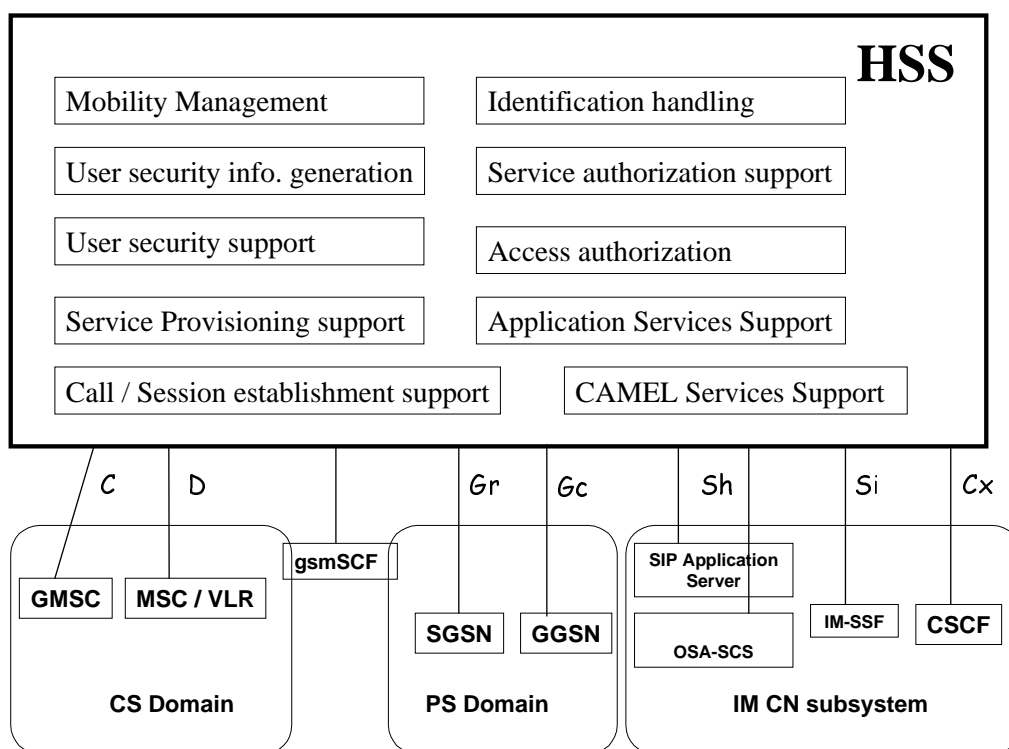 HSS
Mobility Management
Identification handling
User security info. generation
Service authorization support
User security support
Access authorization
Service Provisioning support
Application Services Support
Call / Session establishment support
CAMEL Services Support
C
D
Gr
Gc
Sh
Si
Cx
gsmSCF
SIP Application
Server
GMSC
MSC / VLR
SGSN
GGSN
OSA-SCS
IM-SSF
CSCF
CS Domain
PS Domain
IM CN subsystem